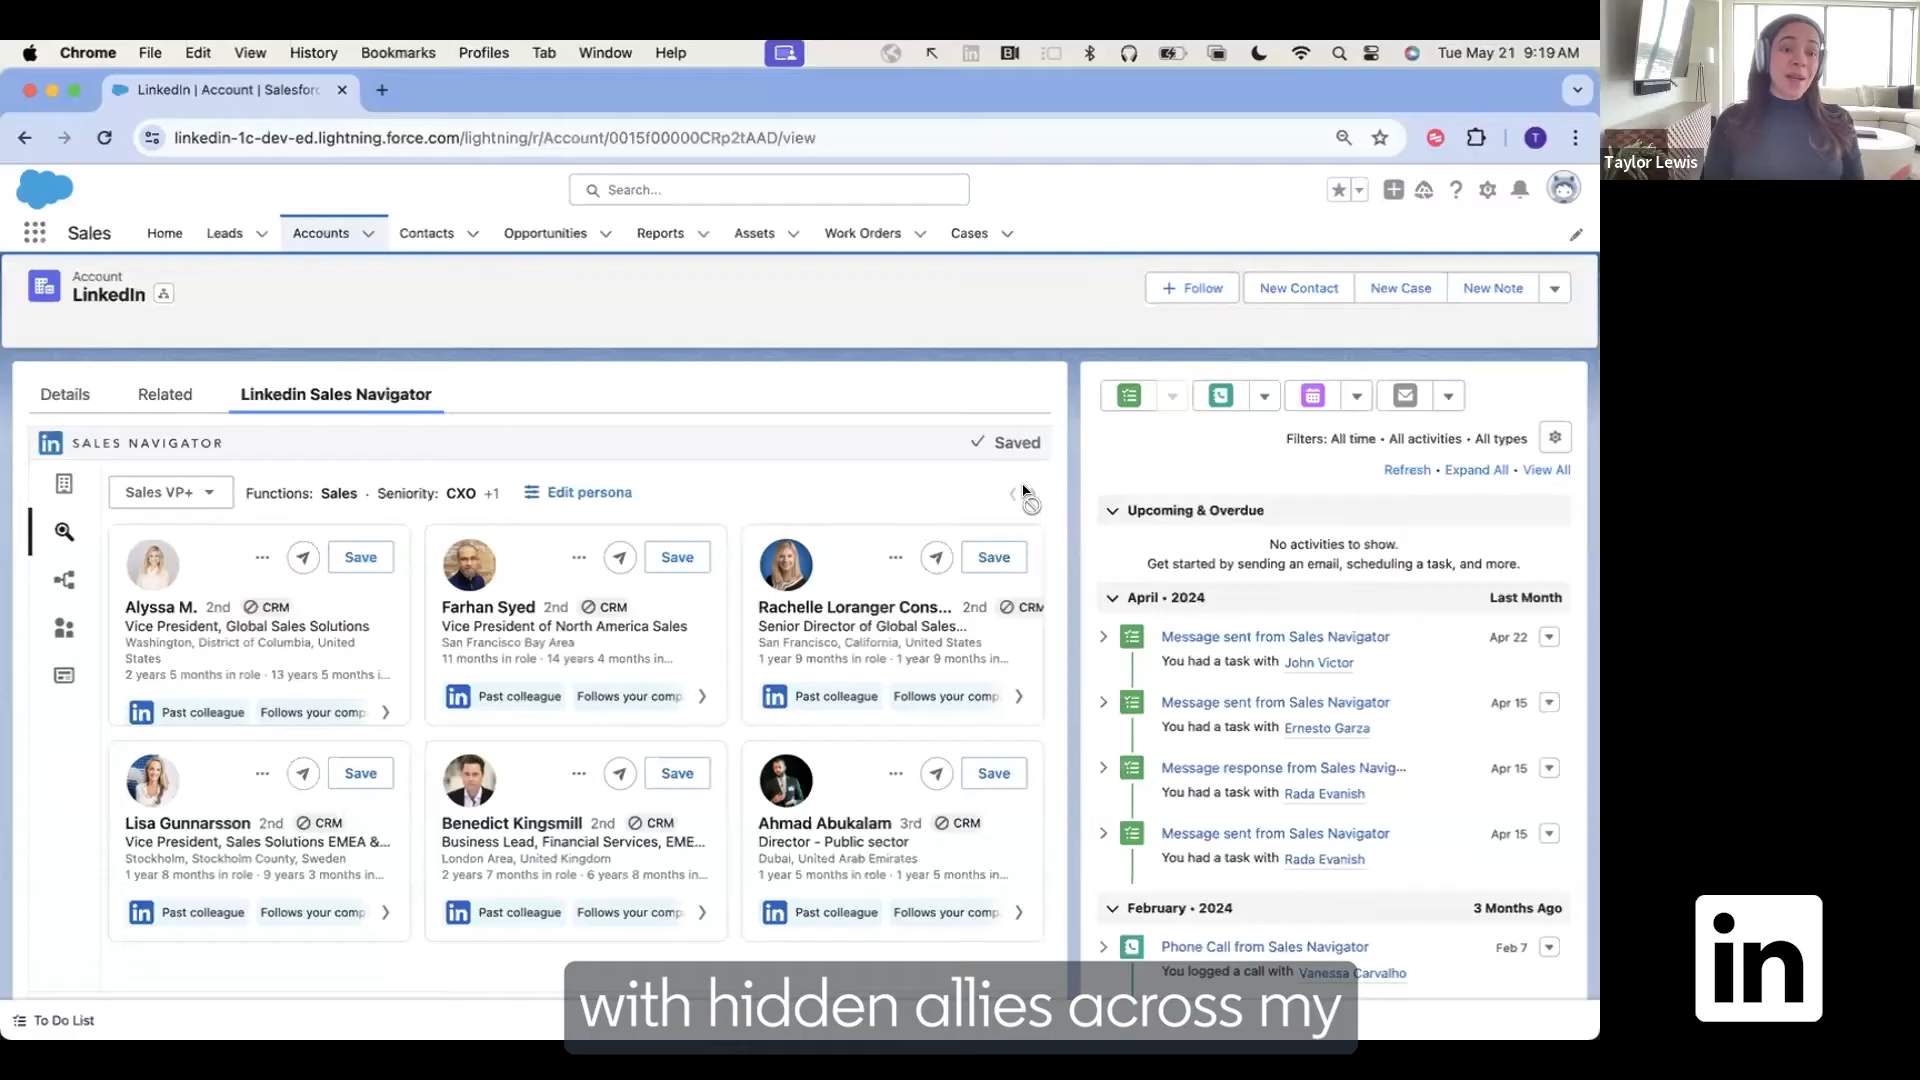 Chrome File Edit View History Bookmarks Profiles Tab Window Help Tue May 21 9:19 AM
LinkedIn | Account | Salesforc
linkedin-1c-dev-ed.lightning.force.com/lightning/r/Account/0015f00000CRp2tAAD/view
T
Taylor Lewis
Search...
Sales Home Leads Accounts Contacts Opportunities Reports Assets Work Orders Cases
Account
LinkedIn
Follow New Contact New Case New Note
Details Related Linkedin Sales Navigator
in SALES NAVIGATOR Saved
Sales VP+ Functions: Sales · Seniority: CXO +1 Edit persona
Save
Alyssa M. 2nd CRM
Vice President, Global Sales Solutions
Washington, District of Columbia, United
States
2 years 5 months in role · 13 years 5 months i...
in Past colleague Follows your comp
Save
Farhan Syed 2nd CRM
Vice President of North America Sales
San Francisco Bay Area
11 months in role · 14 years 4 months in...
in Past colleague Follows your comp
Save
Rachelle Loranger Cons... 2nd CRM
Senior Director of Global Sales...
San Francisco, California, United States
1 year 9 months in role · 1 year 9 months in...
in Past colleague Follows your comp
Save
Lisa Gunnarsson 2nd CRM
Vice President, Sales Solutions EMEA &...
Stockholm, Stockholm County, Sweden
1 year 8 months in role · 9 years 3 months in...
in Past colleague Follows your comp
Save
Benedict Kingsmill 2nd CRM
Business Lead, Financial Services, EME...
London Area, United Kingdom
2 years 7 months in role · 6 years 8 months in...
in Past colleague Follows your comp
Save
Ahmad Abukalam 3rd CRM
Director - Public sector
Dubai, United Arab Emirates
1 year 5 months in role · 1 year 5 months in...
in Past colleague Follows your comp
Filters: All time • All activities • All types
Refresh • Expand All • View All
Upcoming & Overdue
No activities to show.
Get started by sending an email, scheduling a task, and more.
April • 2024 Last Month
Message sent from Sales Navigator Apr 22
You had a task with John Victor
Message sent from Sales Navigator Apr 15
You had a task with Ernesto Garza
Message response from Sales Navig... Apr 15
You had a task with Rada Evanish
Message sent from Sales Navigator Apr 15
You had a task with Rada Evanish
February • 2024 3 Months Ago
Phone Call from Sales Navigator Feb 7
You logged a call with Vanessa Carvalho
with hidden allies across my
To Do List
in